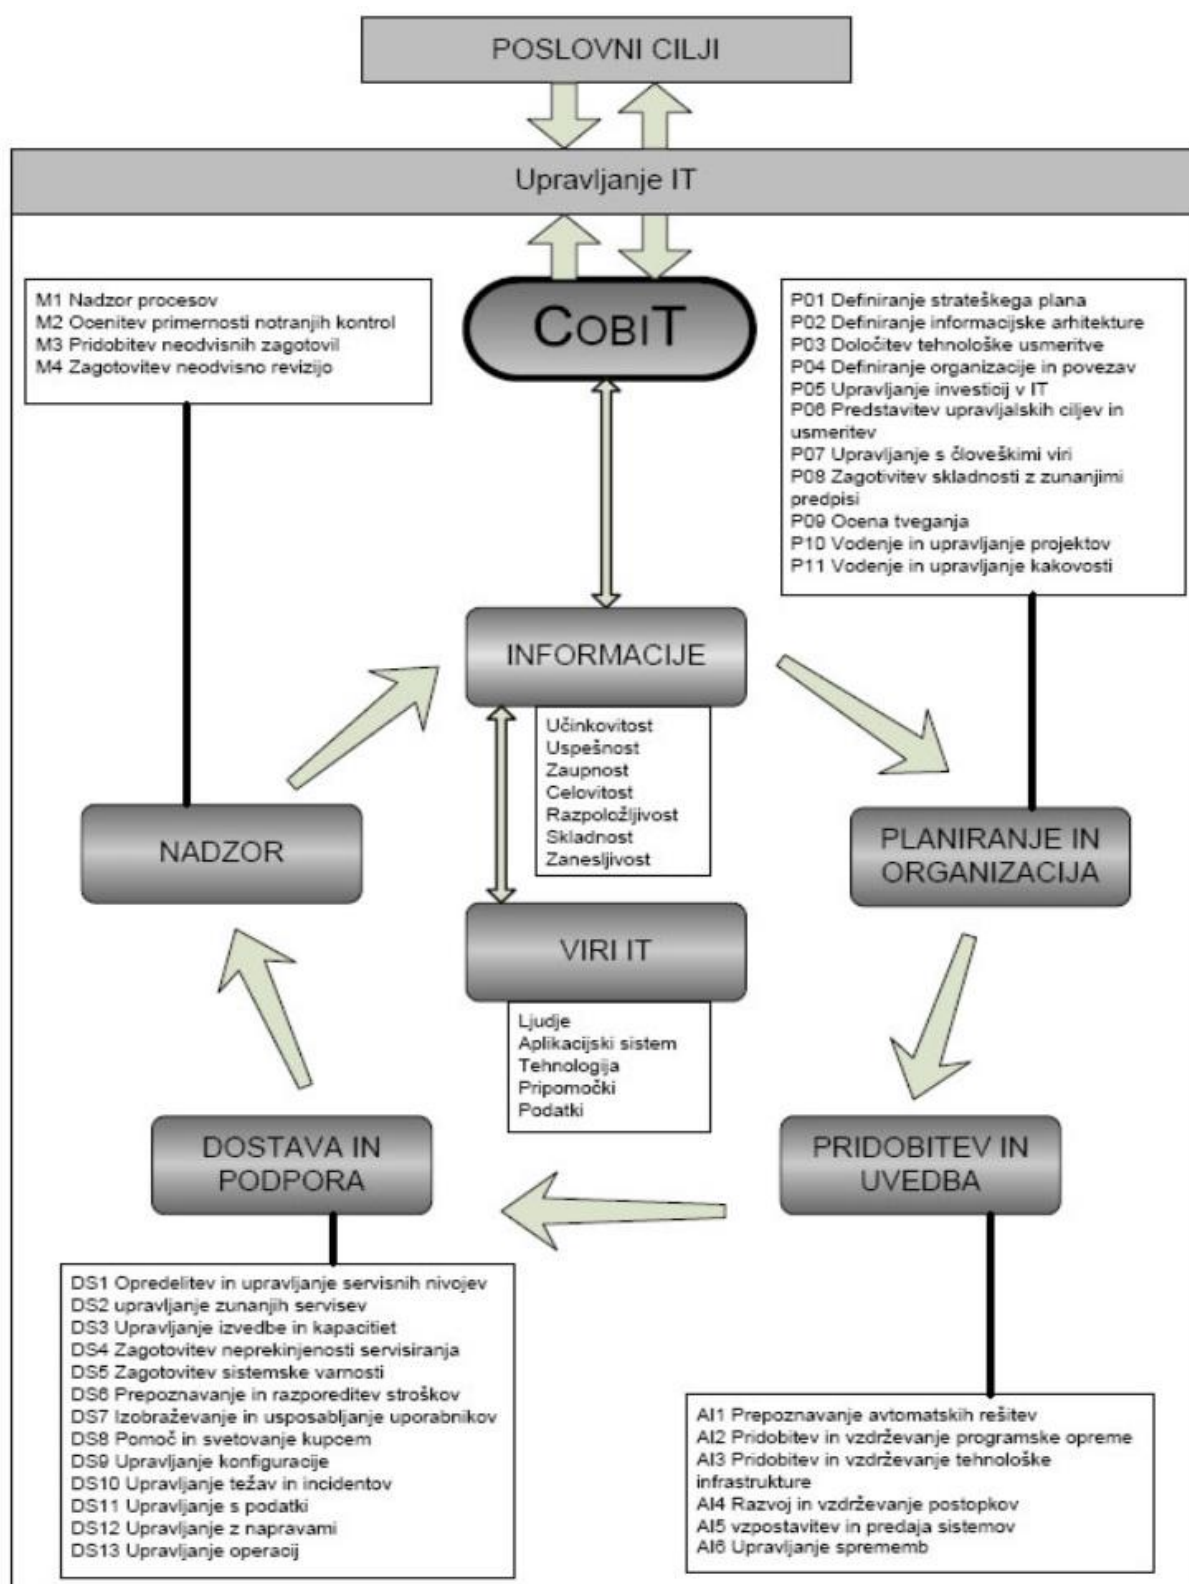 POSLOVNI CILJI
Upravljanje IT
COBIT
M1 Nadzor procesov
M2 Ocenitev primernosti notranjih kontrol
M3 Pridobitev neodvisnih zagotovil
M4 Zagotovitev neodvisno revizijo
P01 Definiranje strateškega plana
P02 Definiranje informacijske arhitekture
P03 Določitev tehnološke usmeritve
P04 Definiranje organizacije in povezav
P05 Upravljanje investicij v IT
P06 Predstavitev upravljalskih ciljev in
usmeritev
P07 Upravljanje s človeškimi viri
P08 Zagotivitev skladnosti z zunanjimi
predpisi
P09 Ocena tveganja
P10 Vodenje in upravljanje projektov
P11 Vodenje in upravljanje kakovosti
INFORMACIJE
Učinkovitost
Uspešnost
Zaupnost
Celovitost
Razpoložljivost
Skladnost
Zanesljivost
NADZOR
PLANIRANJE IN
ORGANIZACIJA
VIRI IT
Ljudje
Aplikacijski sistem
Tehnologija
Pripomočki
Podatki
DOSTAVA IN
PODPORA
PRIDOBITEV IN
UVEDBA
DS1 Opredelitev in upravljanje servisnih nivojev
DS2 upravljanje zunanjih servisev
DS3 Upravljanje izvedbe in kapacitiet
DS4 Zagotovitev neprekinjenosti servisiranja
DS5 Zagotovitev sistemske varnosti
DS6 Prepoznavanje in razporeditev stroškov
DS7 Izobraževanje in usposabljanje uporabnikov
DS8 Pomoč in svetovanje kupcem
DS9 Upravljanje konfiguracije
DS10 Upravljanje težav in incidentov
DS11 Upravljanje s podatki
DS12 Upravljanje z napravami
DS13 Upravljanje operacij
AI1 Prepoznavanje avtomatskih rešitev
AI2 Pridobitev in vzdrževanje programske opreme
AI3 Pridobitev in vzdrževanje tehnološke
infrastrukture
AI4 Razvoj in vzdrževanje postopkov
AI5 vzpostavitev in predaja sistemov
AI6 Upravljanje sprememb